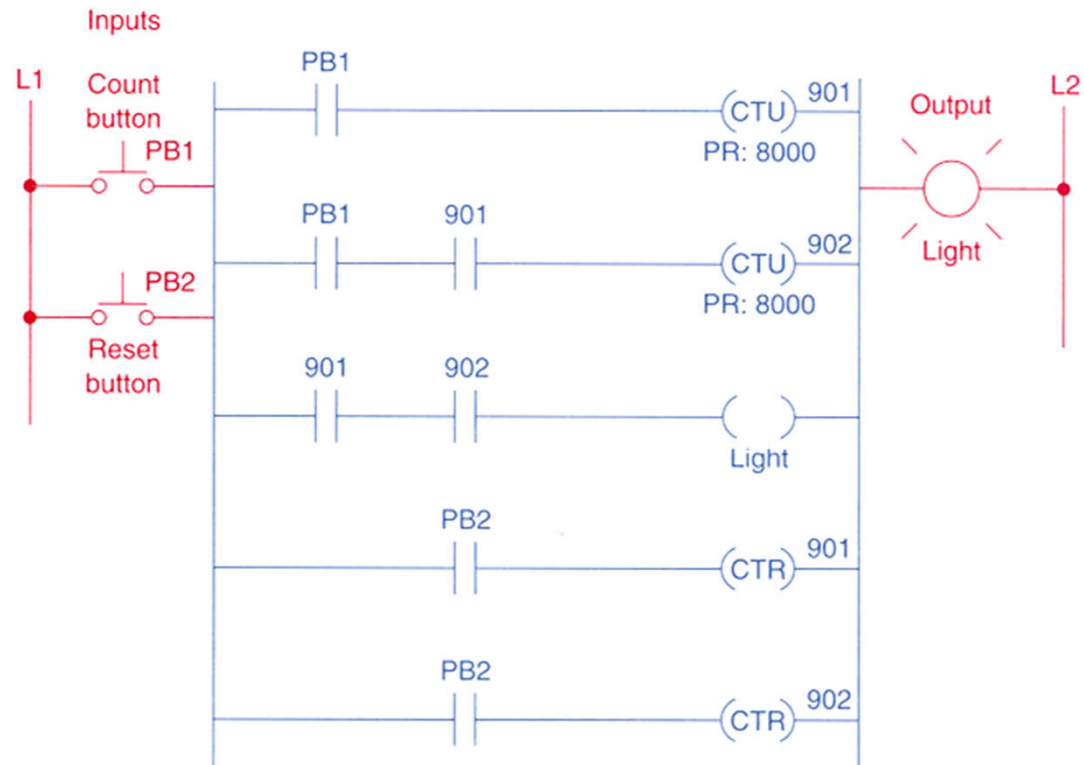 Inputs
L1
Count
button
PB1
PB2
Reset
button
PB1
CTU
901
PR: 8000
PB1
901
CTU
902
PR: 8000
901
902
Light
PB2
CTR
901
PB2
CTR
902
Output
L2
Light